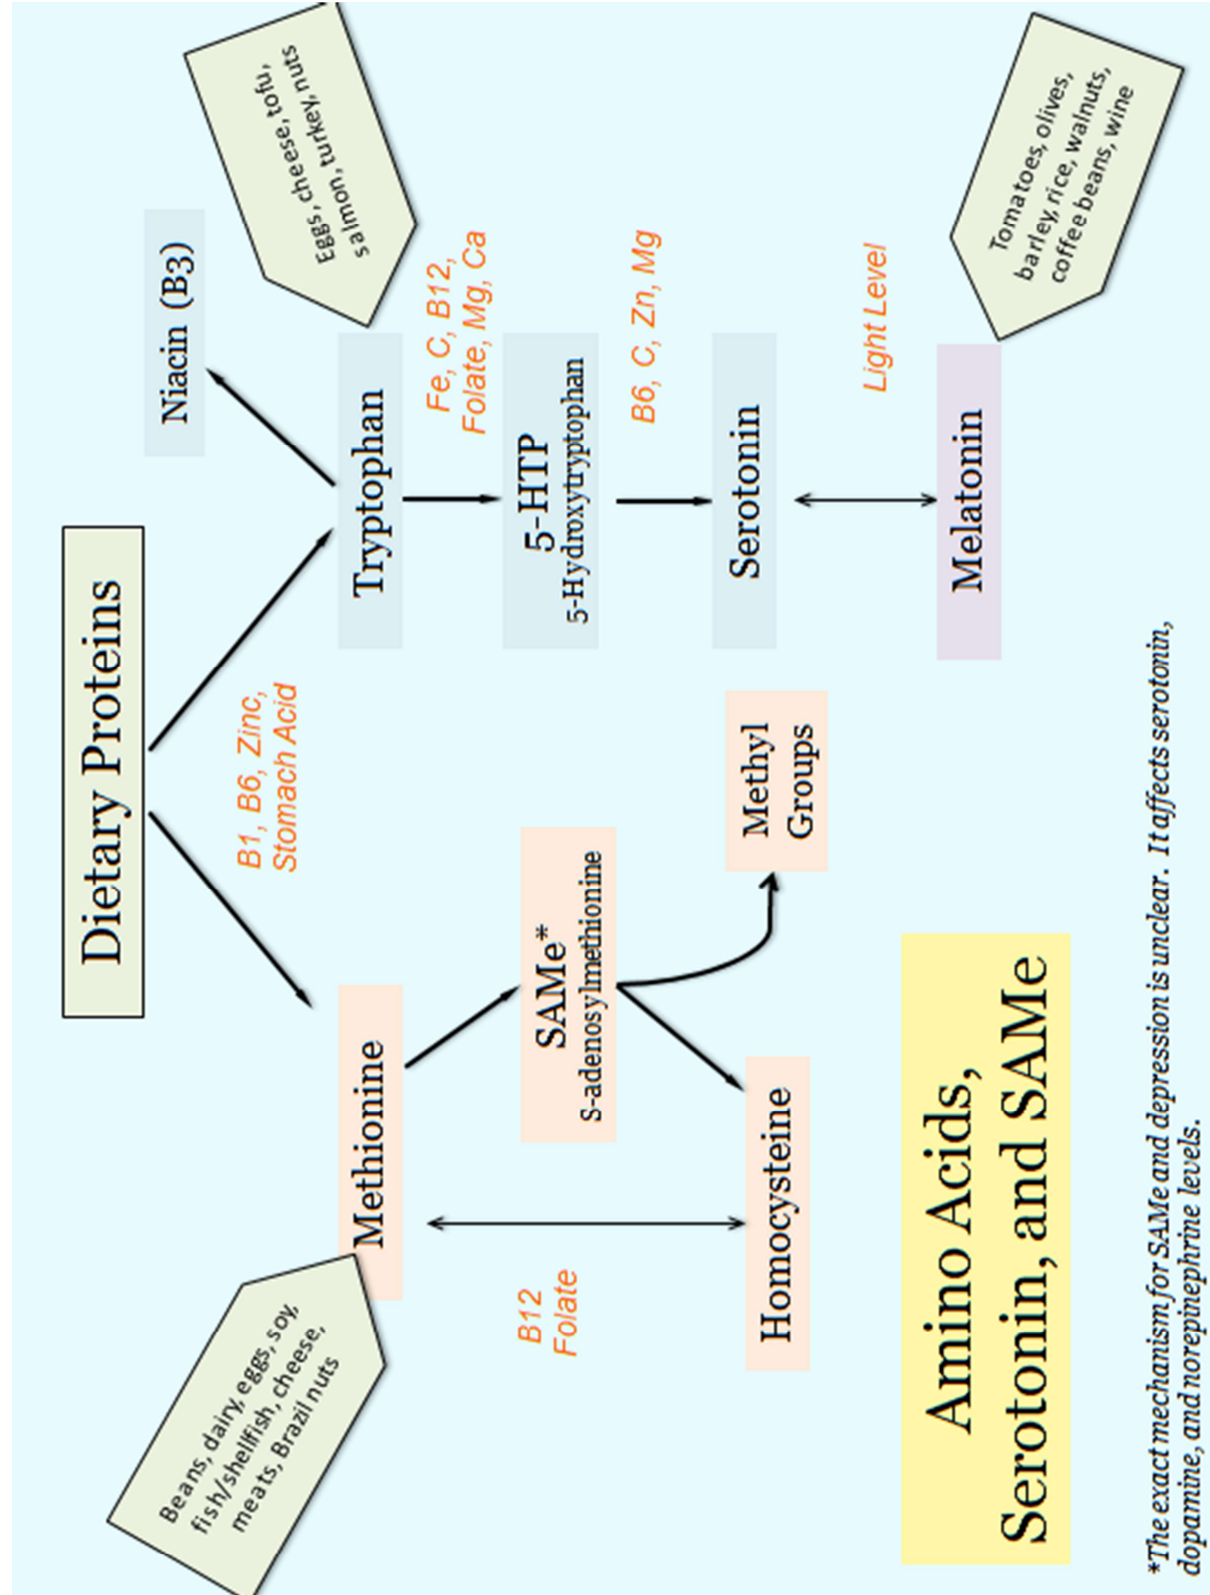 Dietary Proteins
Niacin (B3)
Eggs, cheese, tofu,
salmon, turkey, nuts
B1, B6, Zinc,
Stomach Acid
Beans, dairy, eggs, soy,
fish/shellfish, cheese,
meats, Brazil nuts
Methionine
Tryptophan
Fe, C, B12,
Folate, Mg, Ca
SAMe*
S-adenosylmethionine
5-HTP
5-Hydroxytryptophan
B12
Folate
B6, C, Zn, Mg
Homocysteine
Methyl
Groups
Serotonin
Light Level
Melatonin
Tomatoes, olives,
barley, rice, walnuts,
coffee beans, wine
Amino Acids,
Serotonin, and SAMe
*The exact mechanism for SAMe and depression is unclear. It affects serotonin,
dopamine, and norepinephrine levels.